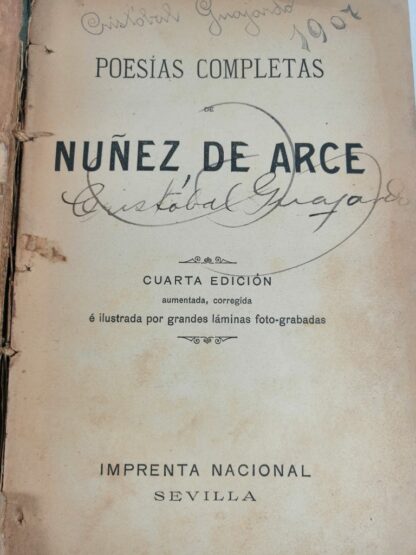 Cristóbal Guajardo
1907
POESÍAS COMPLETAS
DE
NUÑEZ DE ARCE
Cristóbal Guajardo
CUARTA EDICIÓN
aumentada, corregida
é ilustrada por grandes láminas foto-grabadas
IMPRENTA NACIONAL
SEVILLA